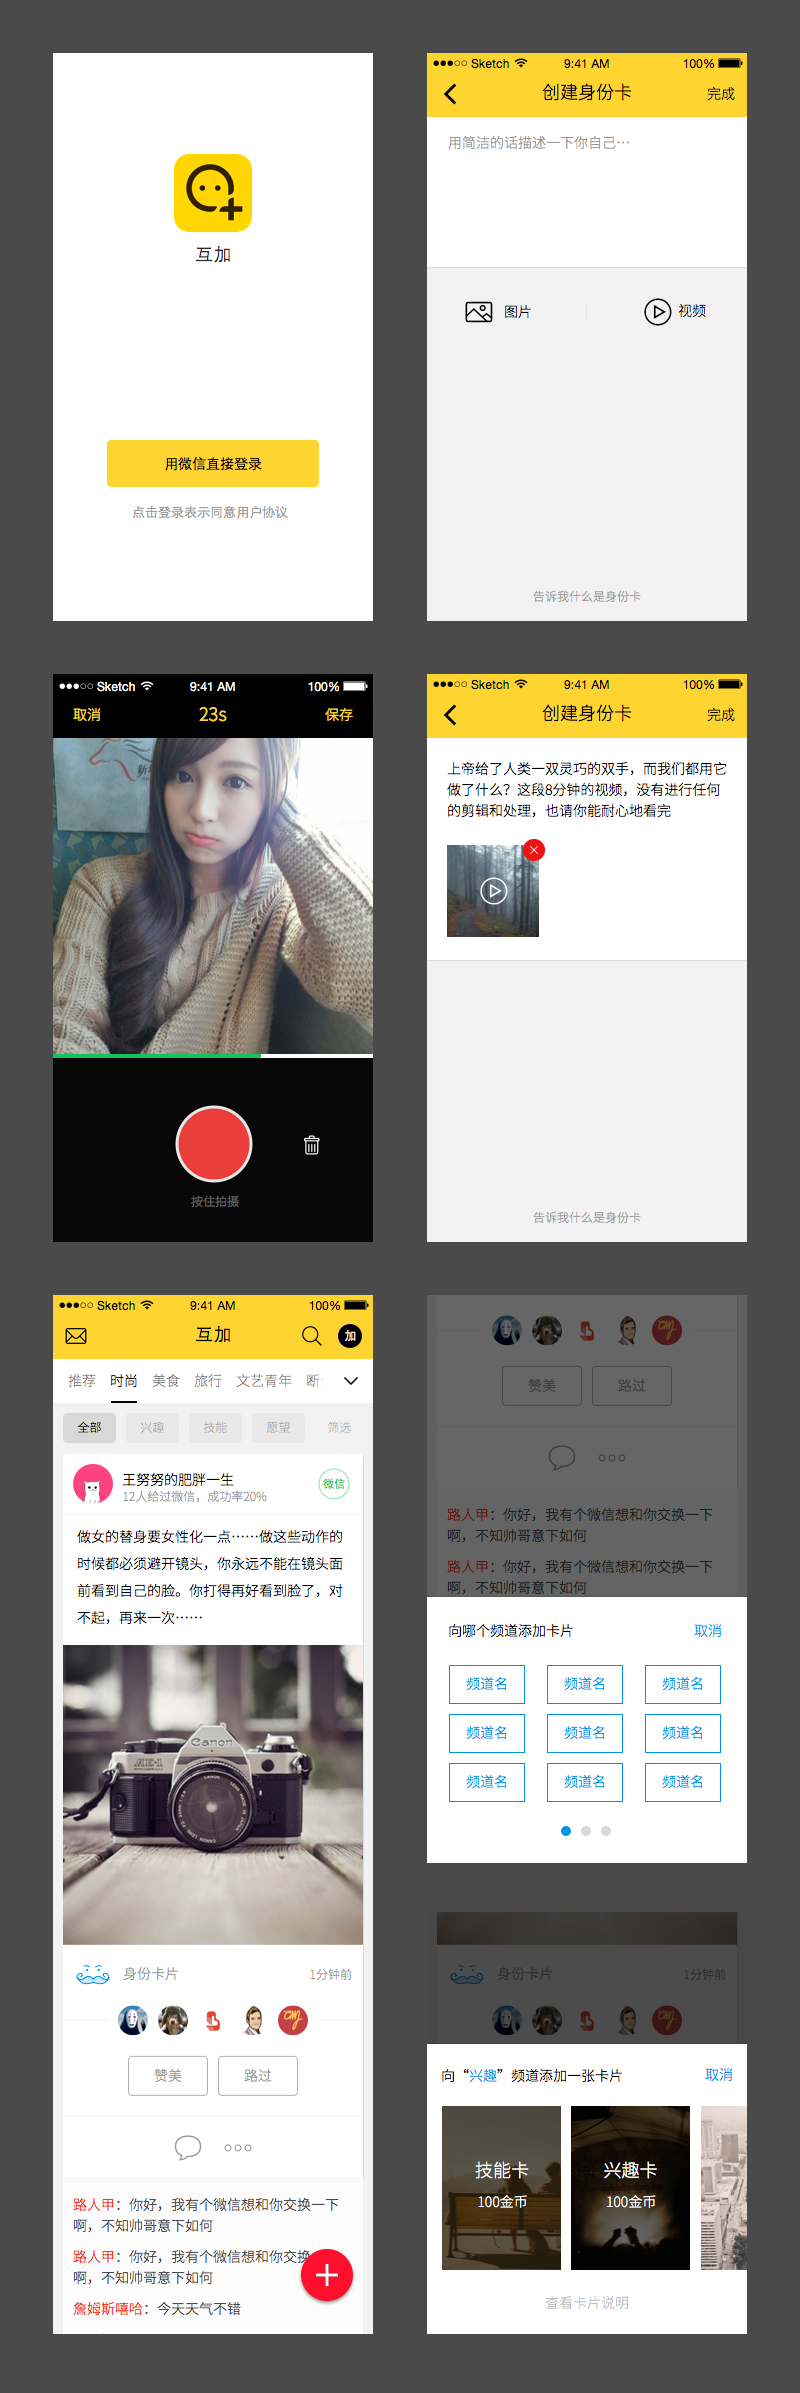 互加
用微信直接登录
点击登录表示同意用户协议
Sketch 9:41 AM 100%
创建身份卡 完成
用简洁的话描述一下你自己…
图片 视频
告诉我什么是身份卡
Sketch 9:41 AM 100%
取消 23s 保存
按住拍摄
Sketch 9:41 AM 100%
创建身份卡 完成
上帝给了人类一双灵巧的双手，而我们都用它
做了什么？这段8分钟的视频，没有进行任何
的剪辑和处理，也请你能耐心地看完
告诉我什么是身份卡
Sketch 9:41 AM 100%
互加 加
推荐 时尚 美食 旅行 文艺青年 断
全部 兴趣 技能 愿望 筛选
王努努的肥胖一生
12人给过微信，成功率20%
微信
做女的替身要女性化一点……做这些动作的
时候都必须避开镜头，你永远不能在镜头面
前看到自己的脸。你打得再好看到脸了，对
不起，再来一次……
Canon
AE-1
身份卡片 1分钟前
赞美 路过
路人甲：你好，我有个微信想和你交换一下
啊，不知帅哥意下如何
路人甲：你好，我有个微信想和你交换
啊，不知帅哥意下如何
詹姆斯嘻哈：今天天气不错
赞美 路过
路人甲：你好，我有个微信想和你交换一下
啊，不知帅哥意下如何
路人甲：你好，我有个微信想和你交换一下
啊，不知帅哥意下如何
向哪个频道添加卡片 取消
频道名 频道名 频道名
频道名 频道名 频道名
频道名 频道名 频道名
身份卡片 1分钟前
向“兴趣”频道添加一张卡片 取消
技能卡 兴趣卡
100金币 100金币
查看卡片说明